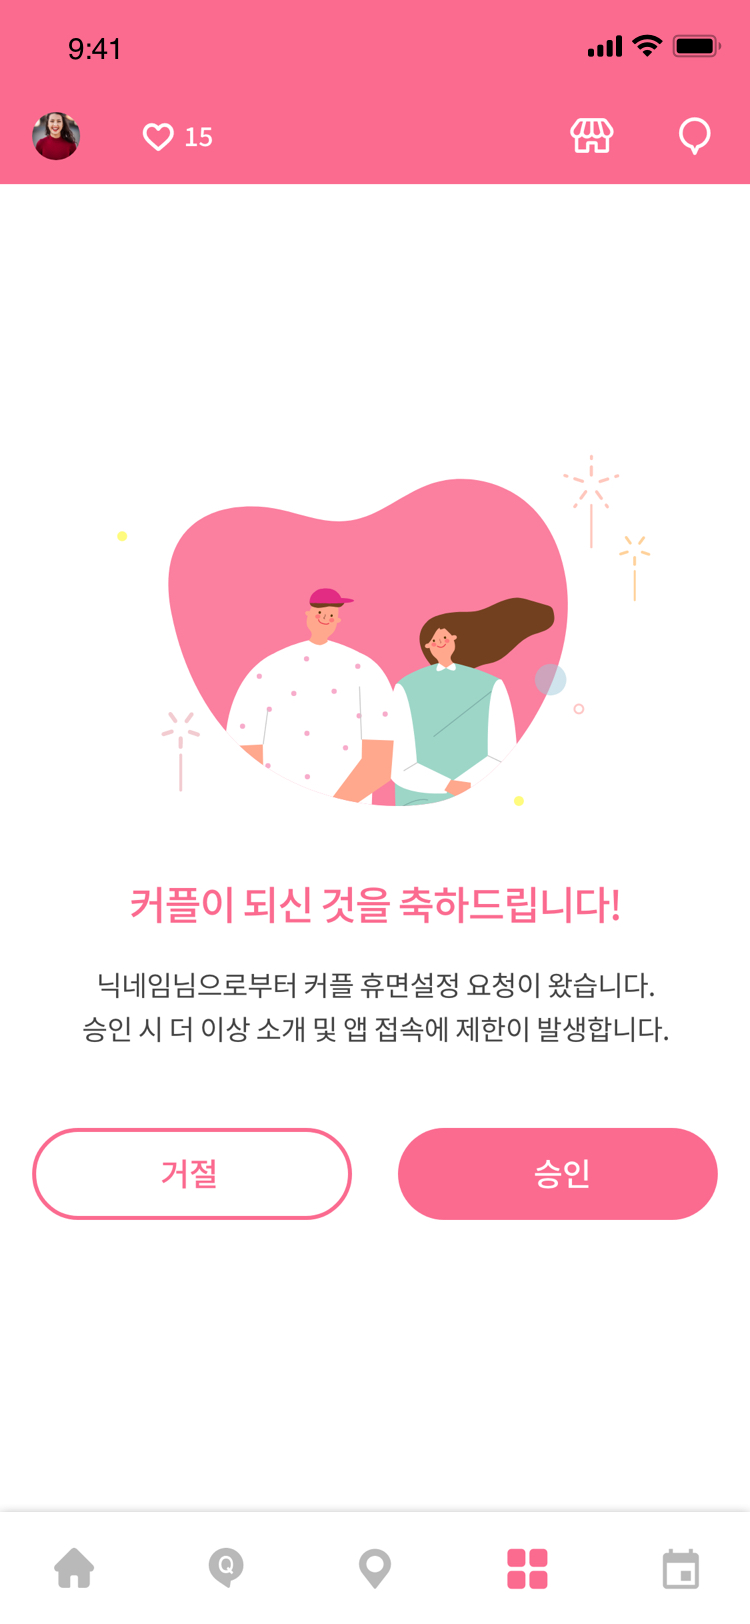 9:41
15
커플이 되신 것을 축하드립니다!
닉네임님으로부터 커플 휴면설정 요청이 왔습니다.
승인 시 더 이상 소개 및 앱 접속에 제한이 발생합니다.
거절
승인
Q